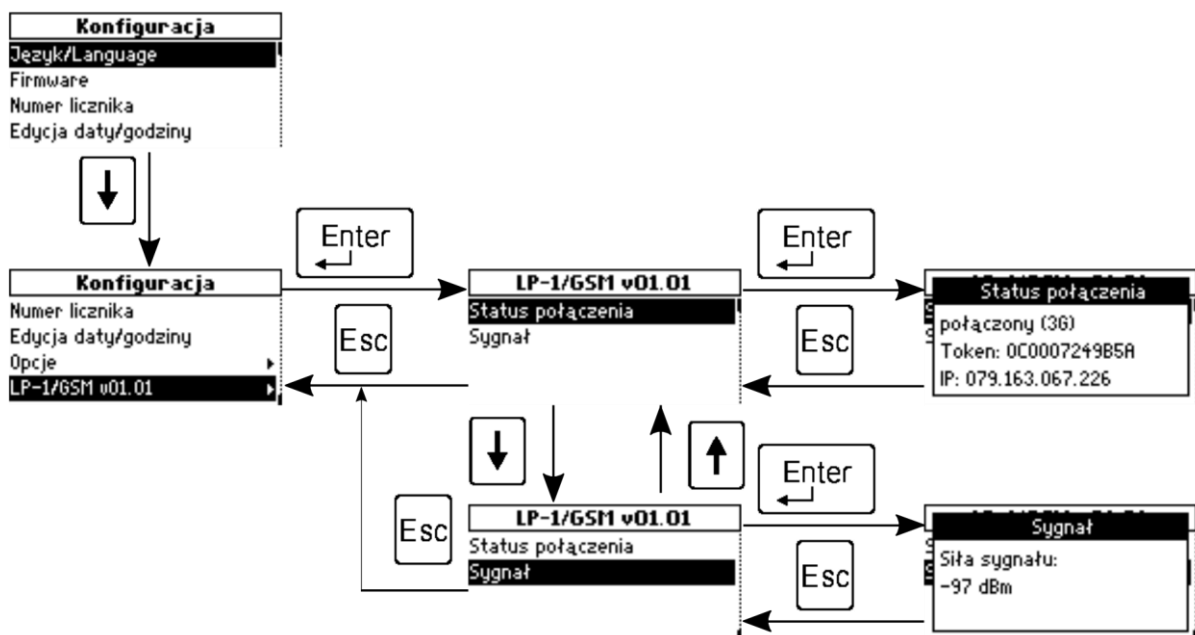 Konfiguracja
Język/Language
Firmware
Numer licznika
Edycja daty/godziny
Enter
Enter
Konfiguracja
Numer licznika
Edycja daty/godziny
Opcje
LP-1/GSM v01.01
Esc
LP-1/GSM v01.01
Status połączenia
Sygnał
Esc
Status połączenia
połączony (3G)
Token: 0C0007249B5A
IP: 079.163.067.226
Enter
Esc
LP-1/GSM v01.01
Status połączenia
Sygnał
Esc
Sygnał
Siła sygnału:
-97 dBm